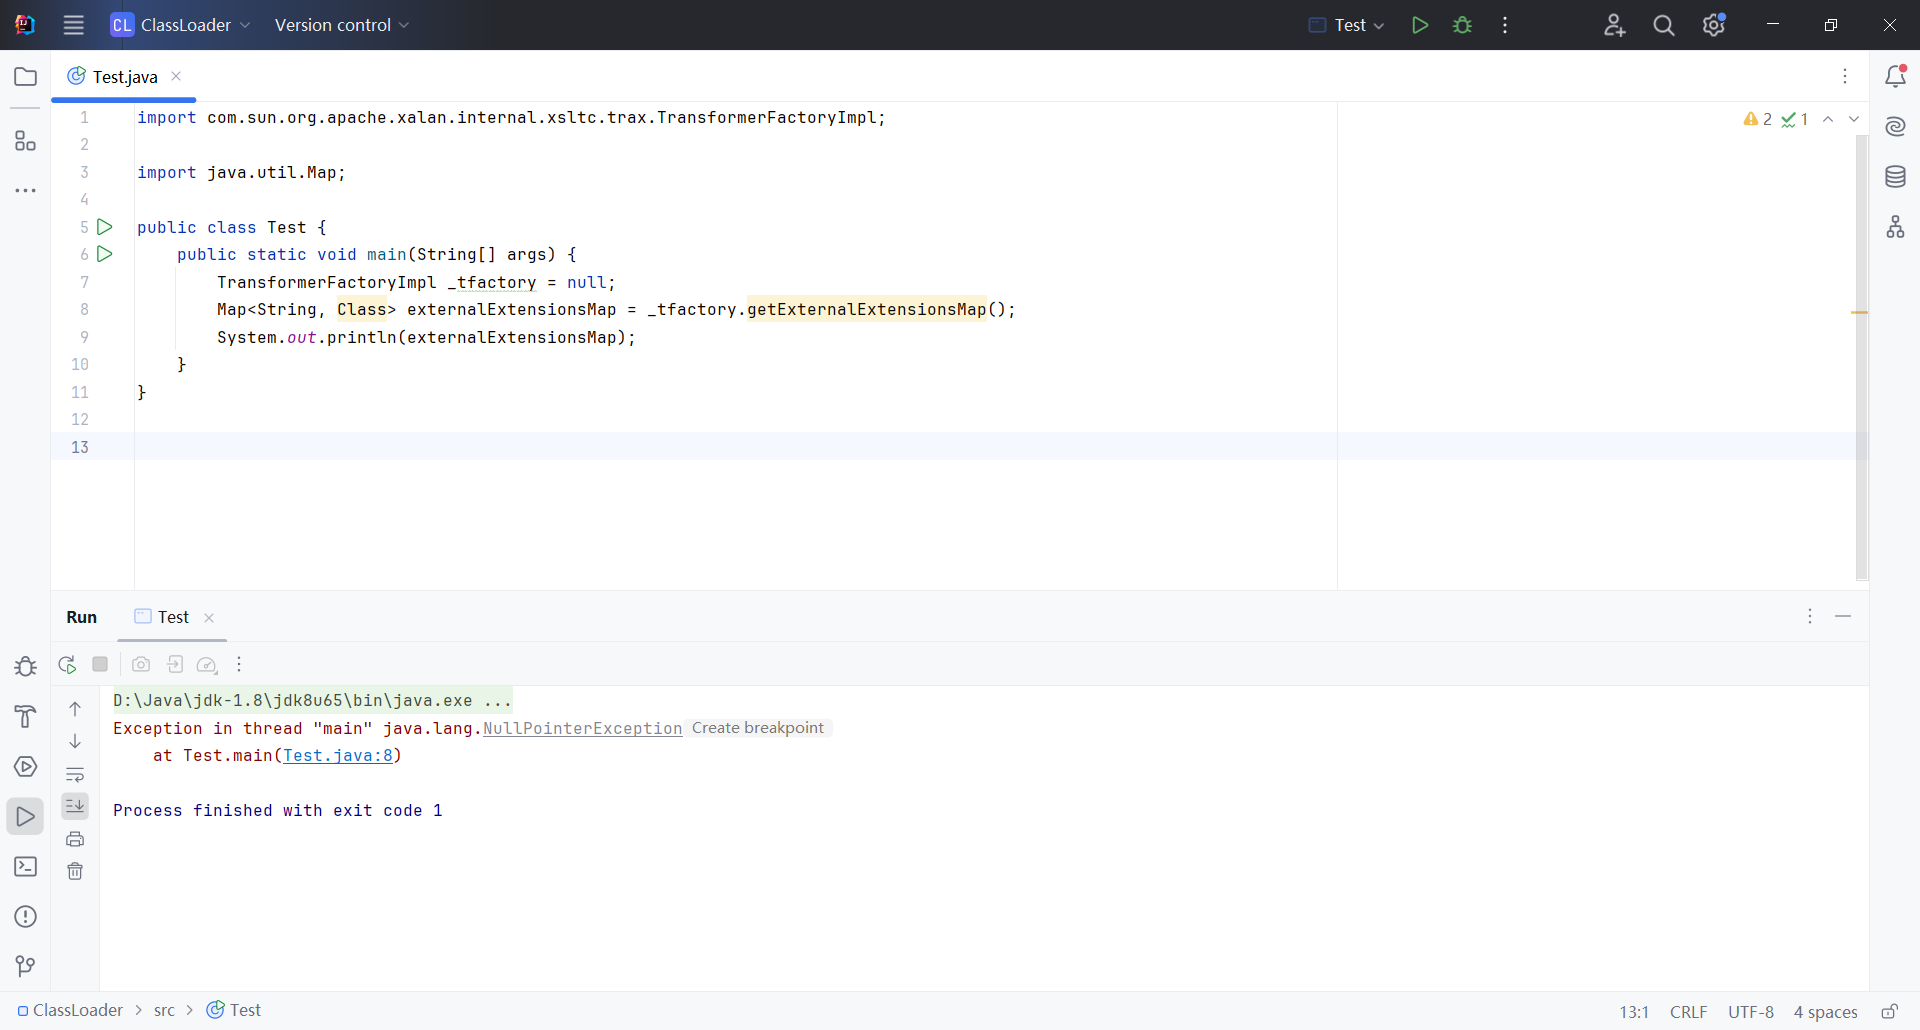 CL ClassLoader Version control Test
Test.java
1 import com.sun.org.apache.xalan.internal.xsltc.trax.TransformerFactoryImpl;
2 1
2
3 import java.util.Map;
4
5 public class Test {
6 public static void main(String[] args) {
7 TransformerFactoryImpl _tfactory = null;
8 Map<String, Class> externalExtensionsMap = _tfactory.getExternalExtensionsMap();
9 System.out.println(externalExtensionsMap);
10 }
11 }
12
13
Run Test
D:\Java\jdk-1.8\jdk8u65\bin\java.exe ...
Exception in thread "main" java.lang.NullPointerException Create breakpoint
at Test.main(Test.java:8)
Process finished with exit code 1
ClassLoader > src > Test
13:1 CRLF UTF-8 4 spaces